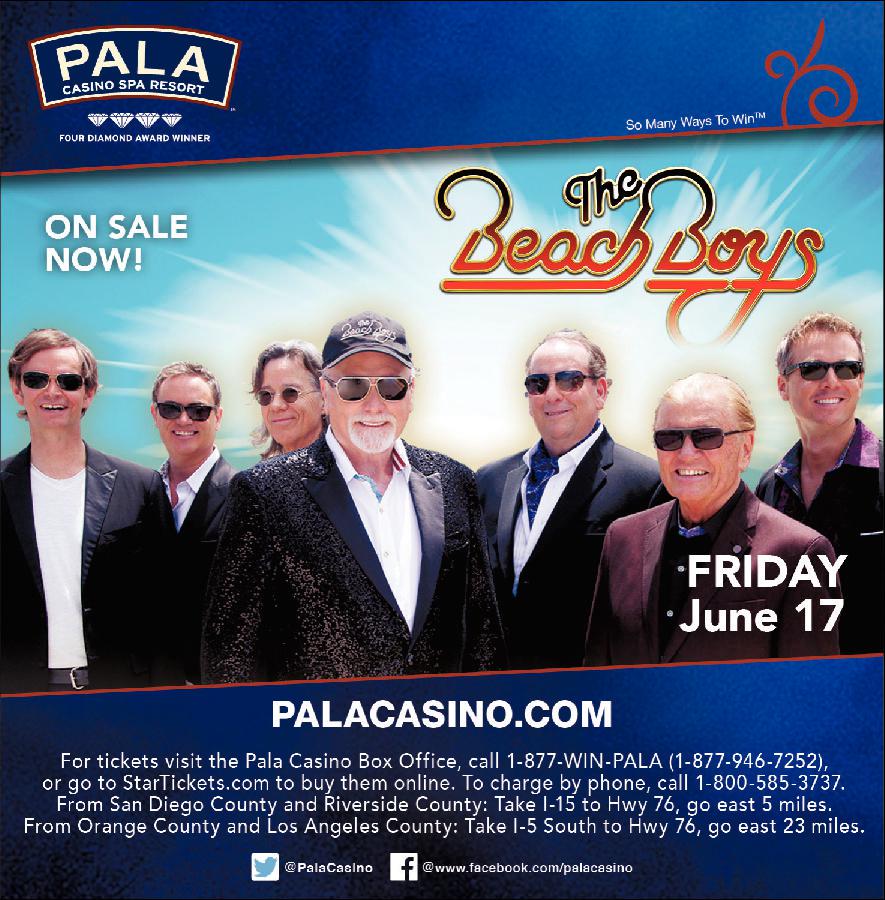 PALA
CASINO SPA RESORT
FOUR DIAMOND AWARD WINNER
So Many Ways To Win™
The
Beach Boys
ON SALE
NOW!
The
Beach Boys
FRIDAY
June 17
PALACASINO.COM
For tickets visit the Pala Casino Box Office, call 1-877-WIN-PALA (1-877-946-7252),
or go to StarTickets.com to buy them online. To charge by phone, call 1-800-585-3737.
From San Diego County and Riverside County: Take I-15 to Hwy 76, go east 5 miles.
From Orange County and Los Angeles County: Take I-5 South to Hwy 76, go east 23 miles.
@PalaCasino
@www.facebook.com/palacasino